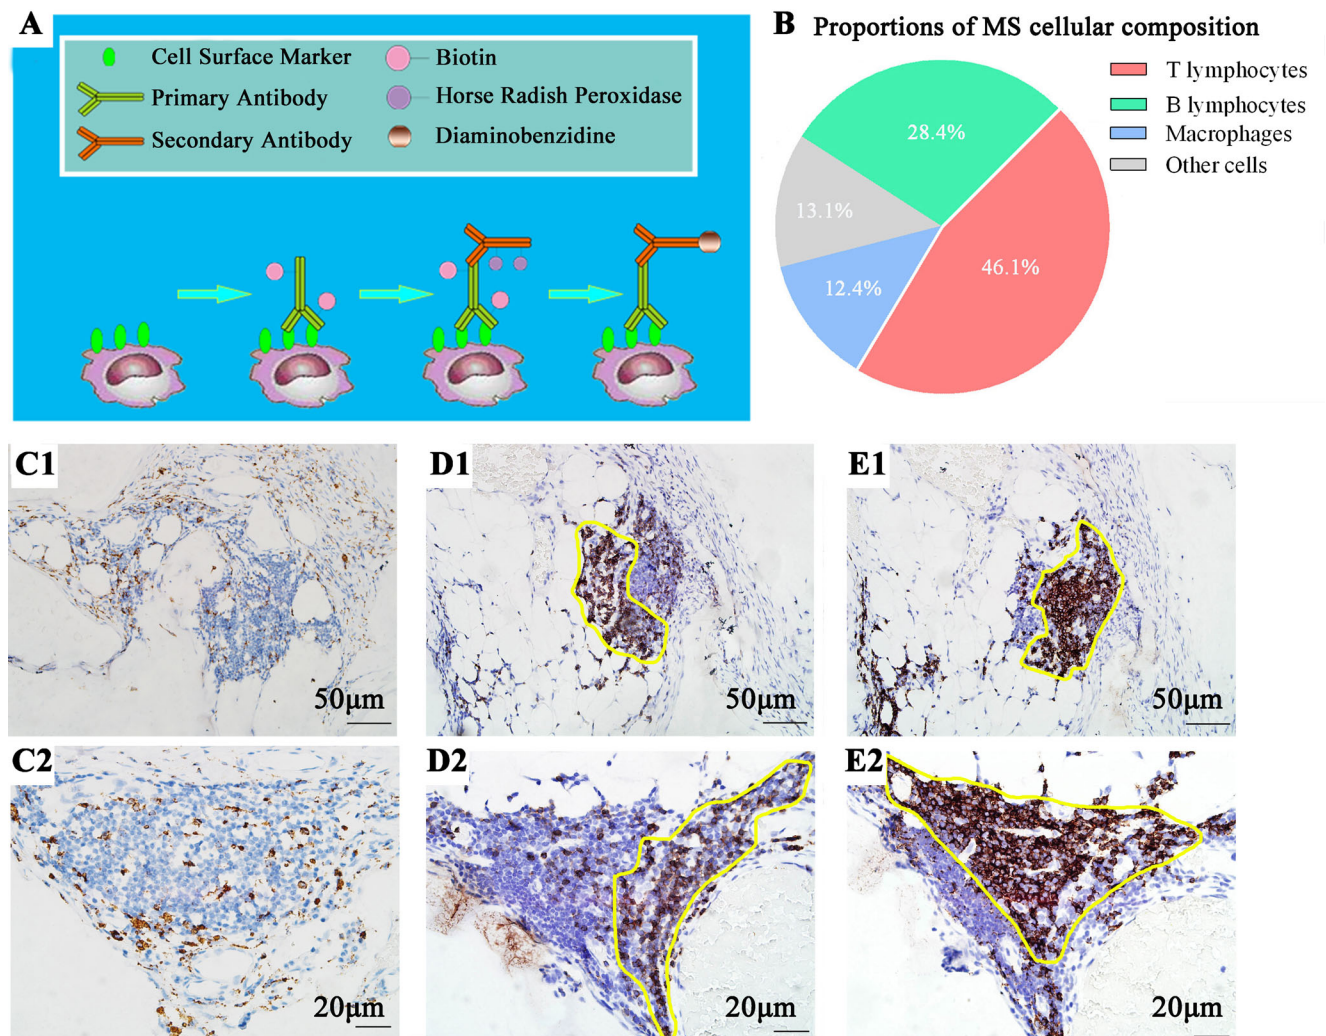 A
Cell Surface Marker
Biotin
Primary Antibody
Horse Radish Peroxidase
Secondary Antibody
Diaminobenzidine
B Proportions of MS cellular composition
T lymphocytes
B lymphocytes
Macrophages
Other cells
28.4%
13.1%
46.1%
12.4%
C1
50μm
D1
50μm
E1
50μm
C2
20μm
D2
20μm
E2
20μm